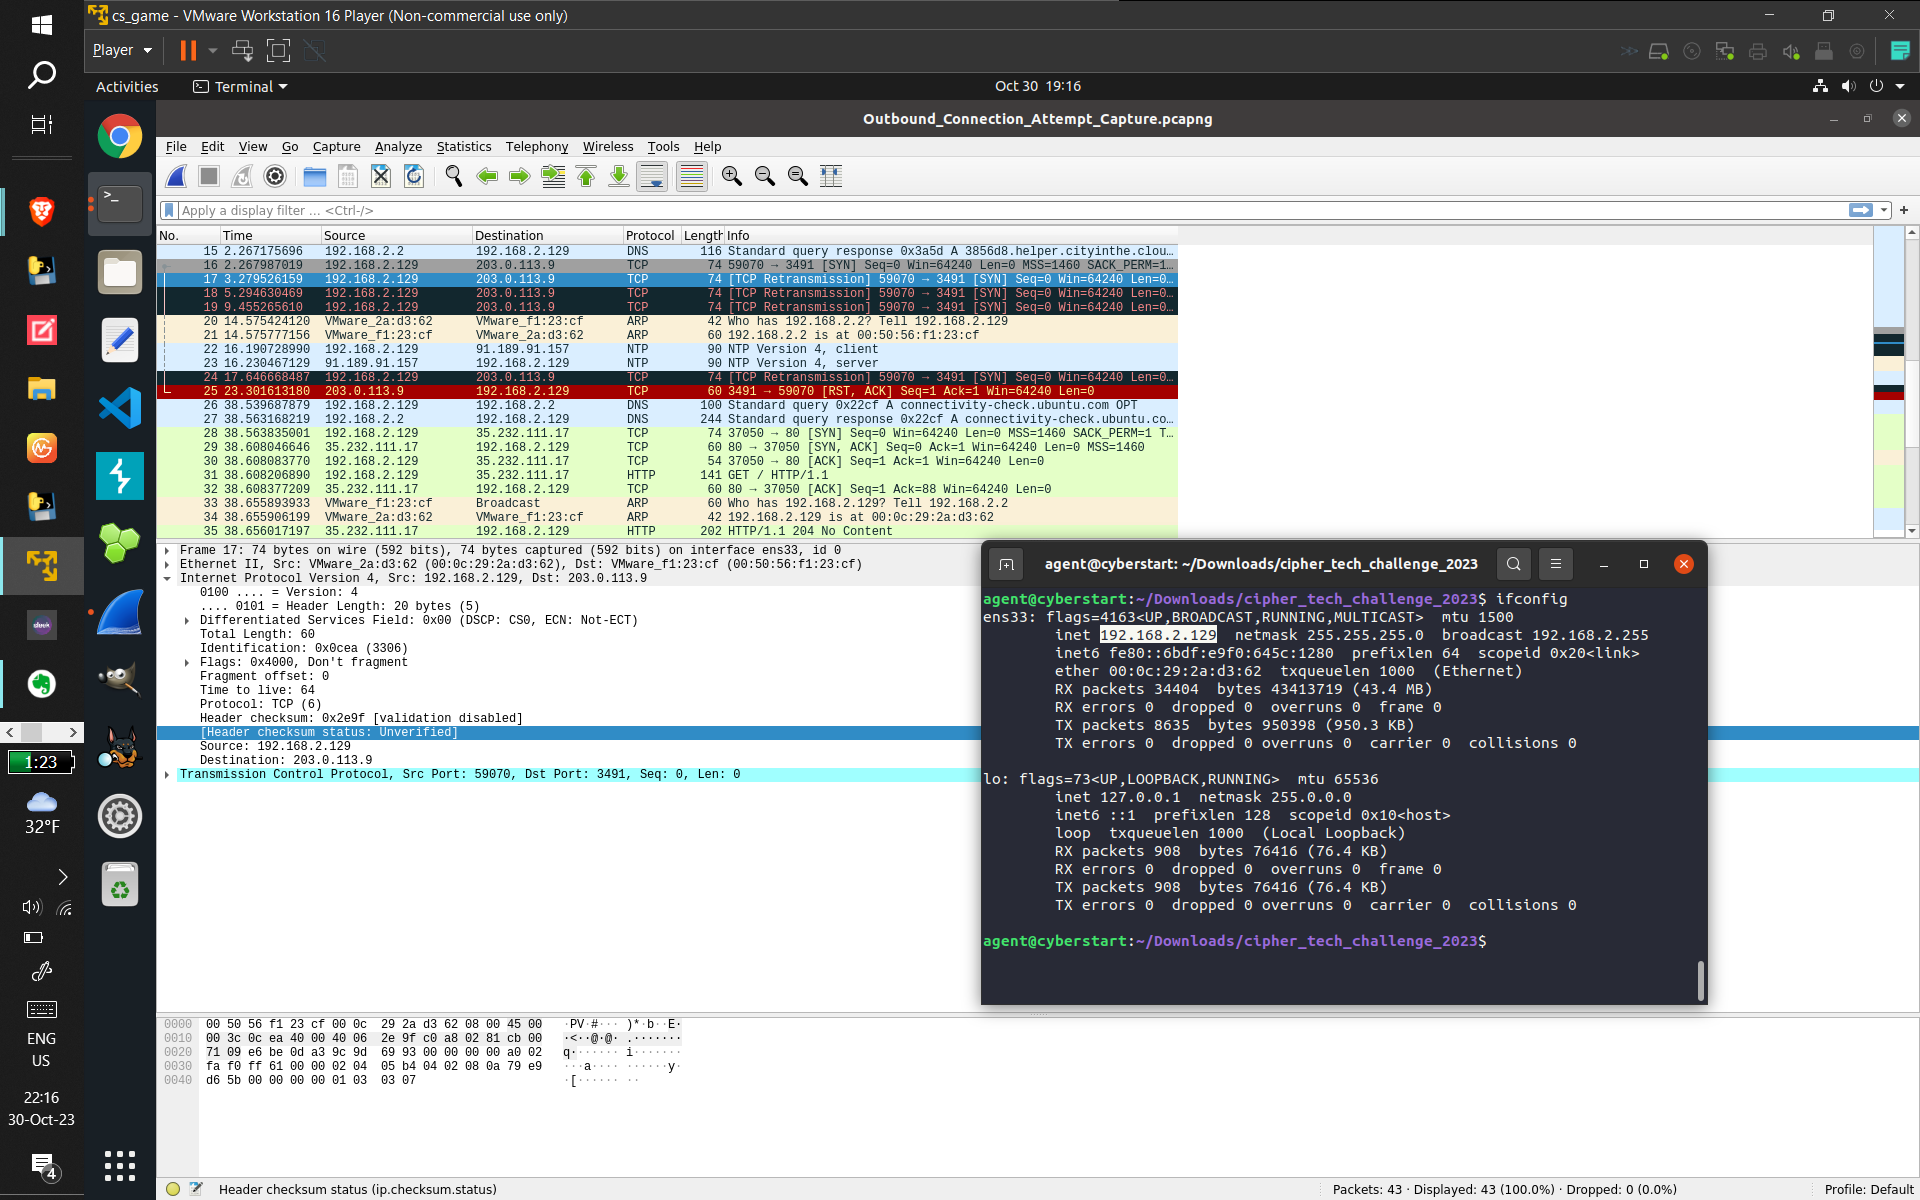 cs_game - VMware Workstation 16 Player (Non-commercial use only)
Player
Activities
Terminal
Oct 30 19:16
Outbound_Connection_Attempt_Capture.pcapng
File Edit View Go Capture Analyze Statistics Telephony Wireless Tools Help
Apply a display filter … <Ctrl-/>
No. Time Source Destination Protocol Length Info
15 2.267175696 192.168.2.2 192.168.2.129 DNS 116 Standard query response 0x3a5d A 3856d8.helper.cityinthe.clou…
16 2.267987019 192.168.2.129 203.0.113.9 TCP 74 59070 → 3491 [SYN] Seq=0 Win=64240 Len=0 MSS=1460 SACK_PERM=1…
17 3.279526159 192.168.2.129 203.0.113.9 TCP 74 [TCP Retransmission] 59070 → 3491 [SYN] Seq=0 Win=64240 Len=0…
18 5.294630469 192.168.2.129 203.0.113.9 TCP 74 [TCP Retransmission] 59070 → 3491 [SYN] Seq=0 Win=64240 Len=0…
19 9.455265610 192.168.2.129 203.0.113.9 TCP 74 [TCP Retransmission] 59070 → 3491 [SYN] Seq=0 Win=64240 Len=0…
20 14.575424120 VMware_2a:d3:62 VMware_f1:23:cf ARP 42 Who has 192.168.2.2? Tell 192.168.2.129
21 14.575777156 VMware_f1:23:cf VMware_2a:d3:62 ARP 60 192.168.2.2 is at 00:50:56:f1:23:cf
22 16.190728990 192.168.2.129 91.189.91.157 NTP 90 NTP Version 4, client
23 16.230467129 91.189.91.157 192.168.2.129 NTP 90 NTP Version 4, server
24 17.646668487 192.168.2.129 203.0.113.9 TCP 74 [TCP Retransmission] 59070 → 3491 [SYN] Seq=0 Win=64240 Len=0…
25 23.301613180 203.0.113.9 192.168.2.129 TCP 60 3491 → 59070 [RST, ACK] Seq=1 Ack=1 Win=64240 Len=0
26 38.539687879 192.168.2.129 192.168.2.2 DNS 100 Standard query 0x22cf A connectivity-check.ubuntu.com OPT
27 38.563168219 192.168.2.2 192.168.2.129 DNS 244 Standard query response 0x22cf A connectivity-check.ubuntu.co…
28 38.563835001 192.168.2.129 35.232.111.17 TCP 74 37050 → 80 [SYN] Seq=0 Win=64240 Len=0 MSS=1460 SACK_PERM=1 T…
29 38.608046646 35.232.111.17 192.168.2.129 TCP 60 80 → 37050 [SYN, ACK] Seq=0 Ack=1 Win=64240 Len=0 MSS=1460
30 38.608083770 192.168.2.129 35.232.111.17 TCP 54 37050 → 80 [ACK] Seq=1 Ack=1 Win=64240 Len=0
31 38.608206890 192.168.2.129 35.232.111.17 HTTP 141 GET / HTTP/1.1
32 38.608377209 35.232.111.17 192.168.2.129 TCP 60 80 → 37050 [ACK] Seq=1 Ack=88 Win=64240 Len=0
33 38.655893933 VMware_f1:23:cf Broadcast ARP 60 Who has 192.168.2.129? Tell 192.168.2.2
34 38.655906199 VMware_2a:d3:62 VMware_f1:23:cf ARP 42 192.168.2.129 is at 00:0c:29:2a:d3:62
35 38.656017197 35.232.111.17 192.168.2.129 HTTP 202 HTTP/1.1 204 No Content
Frame 17: 74 bytes on wire (592 bits), 74 bytes captured (592 bits) on interface ens33, id 0
Ethernet II, Src: VMware_2a:d3:62 (00:0c:29:2a:d3:62), Dst: VMware_f1:23:cf (00:50:56:f1:23:cf)
Internet Protocol Version 4, Src: 192.168.2.129, Dst: 203.0.113.9
0100 .... = Version: 4
.... 0101 = Header Length: 20 bytes (5)
Differentiated Services Field: 0x00 (DSCP: CS0, ECN: Not-ECT)
Total Length: 60
Identification: 0x0cea (3306)
Flags: 0x4000, Don't fragment
Fragment offset: 0
Time to live: 64
Protocol: TCP (6)
Header checksum: 0x2e9f [validation disabled]
[Header checksum status: Unverified]
Source: 192.168.2.129
Destination: 203.0.113.9
Transmission Control Protocol, Src Port: 59070, Dst Port: 3491, Seq: 0, Len: 0
agent@cyberstart: ~/Downloads/cipher_tech_challenge_2023
agent@cyberstart:~/Downloads/cipher_tech_challenge_2023$ ifconfig
ens33: flags=4163<UP,BROADCAST,RUNNING,MULTICAST> mtu 1500
inet 192.168.2.129 netmask 255.255.255.0 broadcast 192.168.2.255
inet6 fe80::6bdf:e9f0:645c:1280 prefixlen 64 scopeid 0x20<link>
ether 00:0c:29:2a:d3:62 txqueuelen 1000 (Ethernet)
RX packets 34404 bytes 43413719 (43.4 MB)
RX errors 0 dropped 0 overruns 0 frame 0
TX packets 8635 bytes 950398 (950.3 KB)
TX errors 0 dropped 0 overruns 0 carrier 0 collisions 0
lo: flags=73<UP,LOOPBACK,RUNNING> mtu 65536
inet 127.0.0.1 netmask 255.0.0.0
inet6 ::1 prefixlen 128 scopeid 0x10<host>
loop txqueuelen 1000 (Local Loopback)
RX packets 908 bytes 76416 (76.4 KB)
RX errors 0 dropped 0 overruns 0 frame 0
TX packets 908 bytes 76416 (76.4 KB)
TX errors 0 dropped 0 overruns 0 carrier 0 collisions 0
agent@cyberstart:~/Downloads/cipher_tech_challenge_2023$
0000 00 50 56 f1 23 cf 00 0c 29 2a d3 62 08 00 45 00 ·PV·#··· )*·b··E·
0010 00 3c 0c ea 40 00 40 06 2e 9f c0 a8 02 81 cb 00 ·<··@·@· .·······
0020 71 09 e6 be 0d a3 9c 9d 69 93 00 00 00 00 a0 02 q······· i·······
0030 fa f0 ff 61 00 00 02 04 05 b4 04 02 08 0a 79 e9 ···a···· ······y·
0040 d6 5b 00 00 00 00 01 03 03 07 ·[······ ··
Header checksum status (ip.checksum.status)
Packets: 43 · Displayed: 43 (100.0%) · Dropped: 0 (0.0%)
Profile: Default
1:23
32°F
ENG
US
22:16
30-Oct-23
4